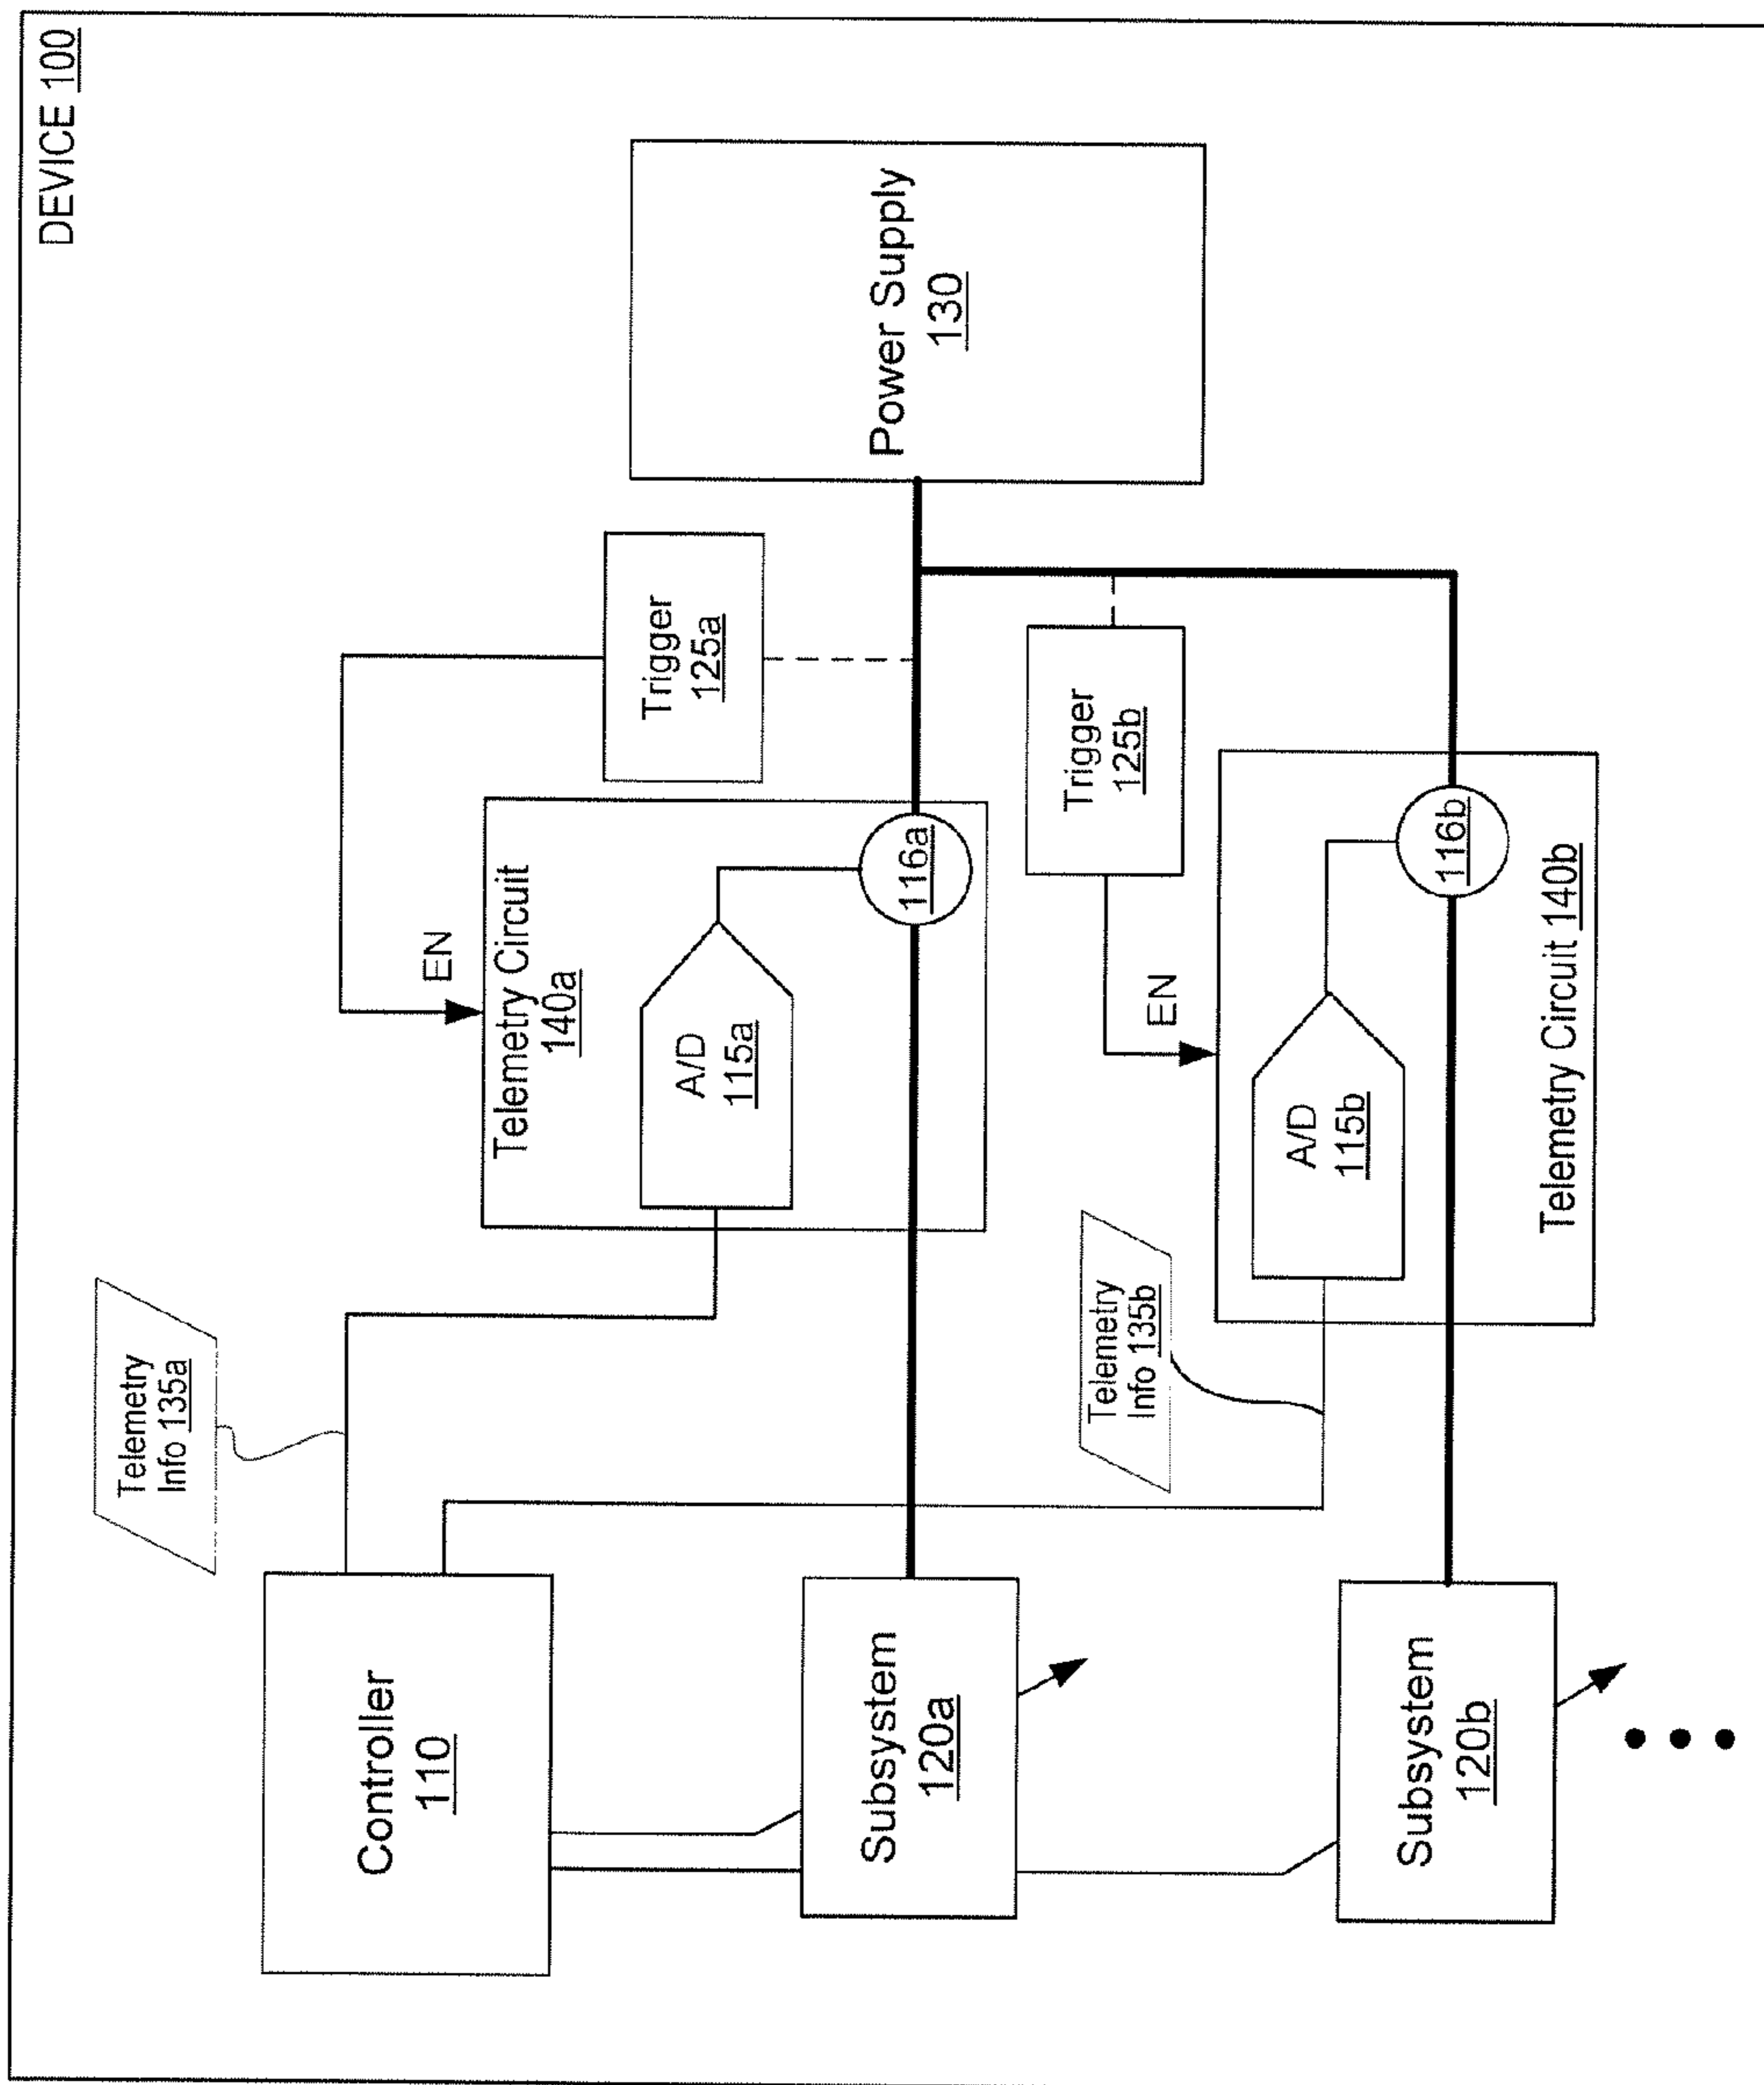 DEVICE 100
Telemetry
Info 135a
Controller
110
EN
Telemetry Circuit
140a
A/D
115a
116a
Trigger
125a
Power Supply
130
Subsystem
120a
Telemetry
Info 135b
EN
Trigger
125b
A/D
115b
116b
Telemetry Circuit 140b
Subsystem
120b